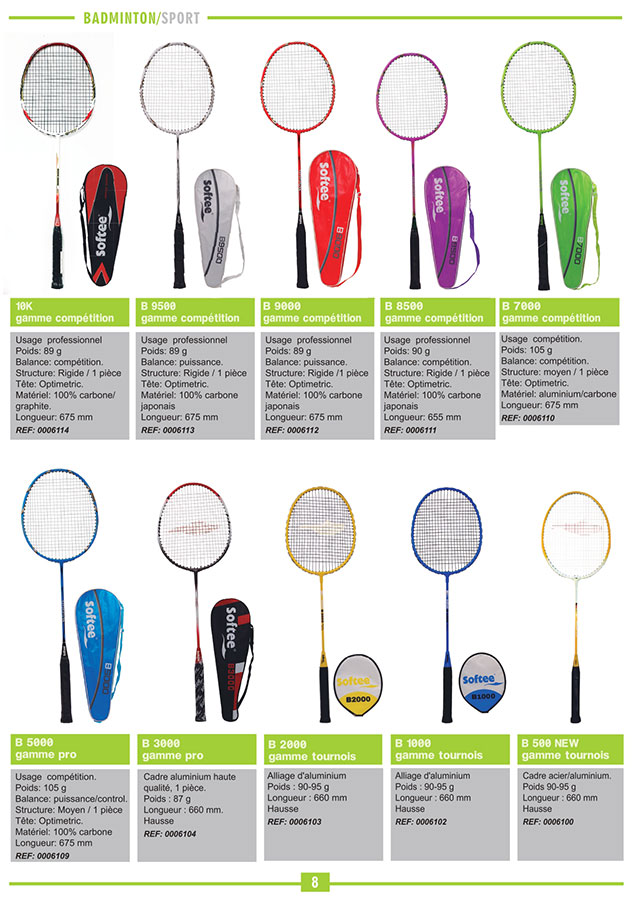 BADMINTON/SPORT
softee
softee
B9500
softee
B 9000
softee
B 8500
softee
B7000
10K
gamme compétition
B 9500
gamme compétition
B 9000
gamme compétition
B 8500
gamme compétition
B 7000
gamme compétition
Usage professionnel
Poids: 89 g
Balance: compétition.
Structure: Rigide / 1 pièce
Tête: Optimetric.
Matériel: 100% carbone/
graphite.
Longueur: 675 mm
REF: 0006114
Usage professionel
Poids: 89 g
Balance: puissance.
Structure: Rigide / 1 pièce
Tête: Optimetric.
Matériel: 100% carbone
japonais
Longueur: 675 mm
REF: 0006113
Usage professionel
Poids: 89 g
Balance: puissance.
Structure: Rigide / 1 pièce
Tête: Optimetric.
Matériel: 100% carbone
japonais
Longueur: 675 mm
REF: 0006112
Usage professionel
Poids: 90 g
Balance: compétition.
Structure: Rigide / 1 pièce
Tête: Optimetric.
Matériel: 100% carbone
japonais
Longueur: 655 mm
REF: 0006111
Usage compétition.
Poids: 105 g
Balance: compétition.
Structure: moyen / 1 pièce
Tête: Optimetric.
Matériel: aluminium/carbone
Longueur: 675 mm
REF: 0006110
softee
B 5000
softee
B3000
softee
B2000
softee
B1000
B 5000
gamme pro
B 3000
gamme pro
B 2000
gamme tournois
B 1000
gamme tournois
B 500 NEW
gamme tournois
Usage compétition.
Poids: 105 g
Balance: puissance/control.
Structure: Moyen / 1 pièce
Tête: Optimetric.
Matériel: 100% carbone
Longueur: 675 mm
REF: 0006109
Cadre aluminium haute
qualité, 1 pièce.
Poids : 87 g
Longueur : 660 mm.
Hausse
REF: 0006104
Alliage d'aluminium
Poids : 90-95 g
Longueur : 660 mm
Hausse
REF: 0006103
Alliage d'aluminium
Poids : 90-95 g
Longueur : 660 mm
Hausse
REF: 0006102
Cadre acier/aluminium.
Poids 90-95 g
Longueur : 660 mm
Hausse
REF: 0006100
8